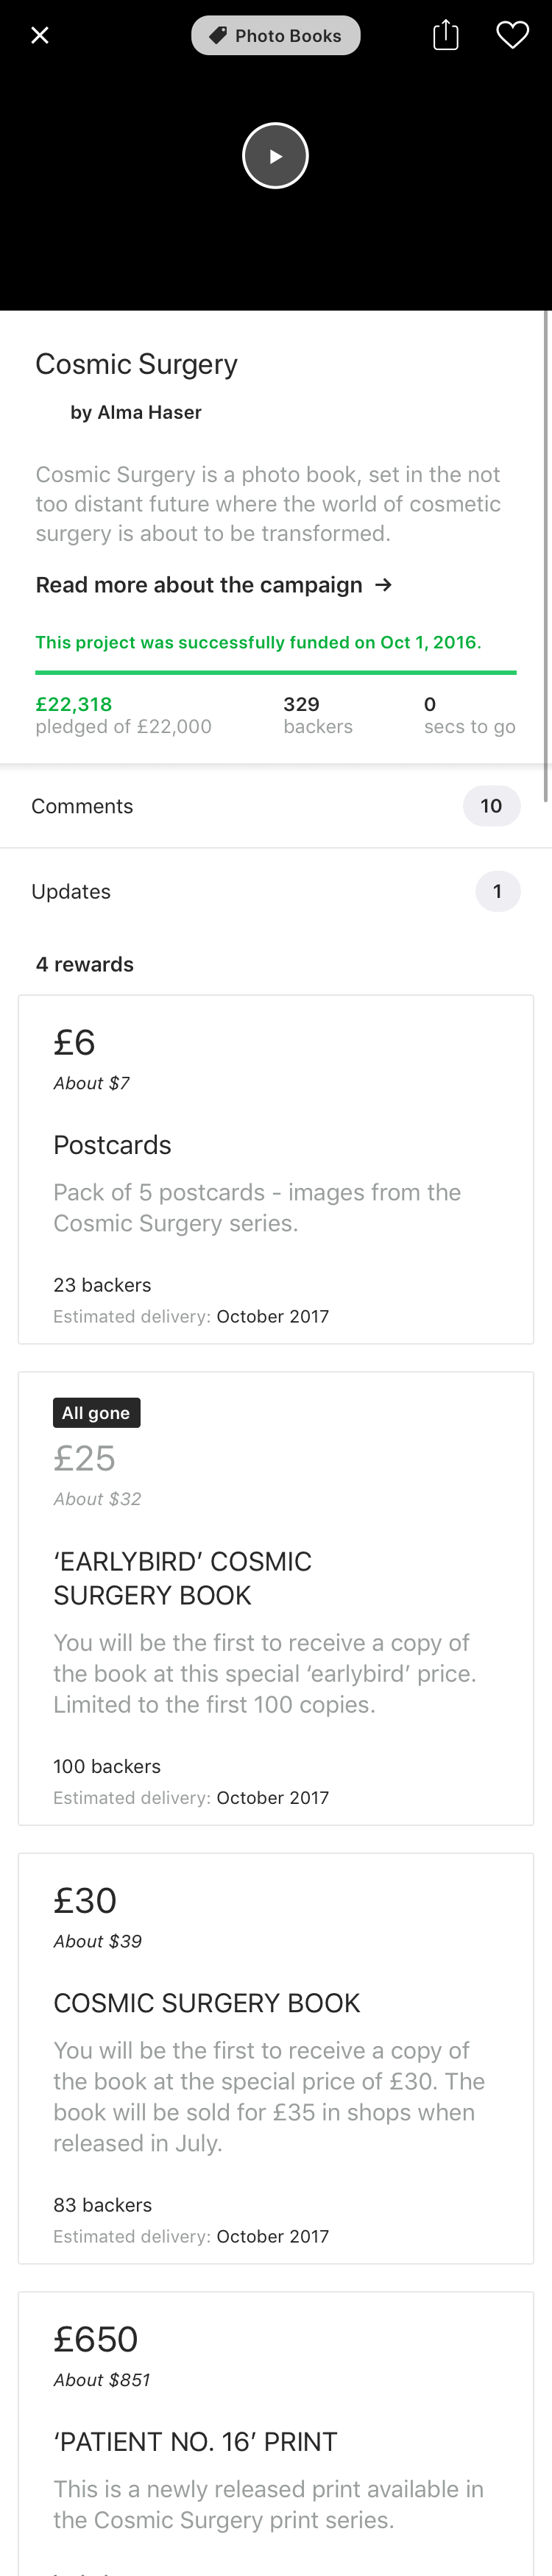 Photo Books
Cosmic Surgery
by Alma Haser
Cosmic Surgery is a photo book, set in the not
too distant future where the world of cosmetic
surgery is about to be transformed.
Read more about the campaign →
This project was successfully funded on Oct 1, 2016.
£22,318
pledged of £22,000
329
backers
0
secs to go
Comments
10
Updates
1
4 rewards
£6
About $7
Postcards
Pack of 5 postcards - images from the
Cosmic Surgery series.
23 backers
Estimated delivery: October 2017
All gone
£25
About $32
‘EARLYBIRD’ COSMIC
SURGERY BOOK
You will be the first to receive a copy of
the book at this special ‘earlybird’ price.
Limited to the first 100 copies.
100 backers
Estimated delivery: October 2017
£30
About $39
COSMIC SURGERY BOOK
You will be the first to receive a copy of
the book at the special price of £30. The
book will be sold for £35 in shops when
released in July.
83 backers
Estimated delivery: October 2017
£650
About $851
‘PATIENT NO. 16’ PRINT
This is a newly released print available in
the Cosmic Surgery print series.